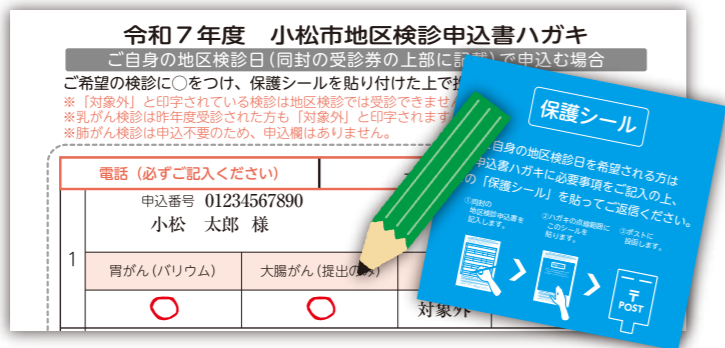 令和７年度　小松市地区検診申込書ハガキ
ご自身の地区検診日（同封の受診券の上部に記載）で申込む場合
ご希望の検診に○をつけ、保護シールを貼り付けた上で
※「対象外」と印字されている検診は地区検診では受診できません
※乳がん検診は昨年度受診された方も「対象外」と印字されます
※肺がん検診は申込不要のため、申込欄はありません。
電話（必ずご記入ください）
申込番号 01234567890
小松　太郎 様
1
胃がん（バリウム）
大腸がん（提出のみ）
対象外
保護シール
ご自身の地区検診日を希望される方は
申込書ハガキに必要事項をご記入の上、
の「保護シール」を貼ってご返信ください。
①同封の
地区検診申込書を
記入します。
②ハガキの点線範囲に
このシールを
貼ります。
③ポストに
投函します。
〒
POST